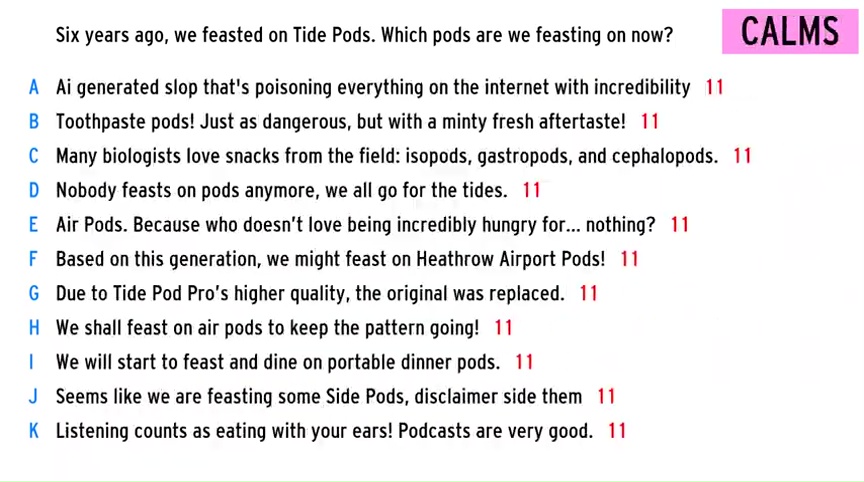 Six years ago, we feasted on Tide Pods. Which pods are we feasting on now?
CALMS
A Ai generated slop that's poisoning everything on the internet with incredibility 11
B Toothpaste pods! Just as dangerous, but with a minty fresh aftertaste! 11
C Many biologists love snacks from the field: isopods, gastropods, and cephalopods. 11
D Nobody feasts on pods anymore, we all go for the tides. 11
E Air Pods. Because who doesn’t love being incredibly hungry for... nothing? 11
F Based on this generation, we might feast on Heathrow Airport Pods! 11
G Due to Tide Pod Pro’s higher quality, the original was replaced. 11
H We shall feast on air pods to keep the pattern going! 11
I We will start to feast and dine on portable dinner pods. 11
J Seems like we are feasting some Side Pods, disclaimer side them 11
K Listening counts as eating with your ears! Podcasts are very good. 11